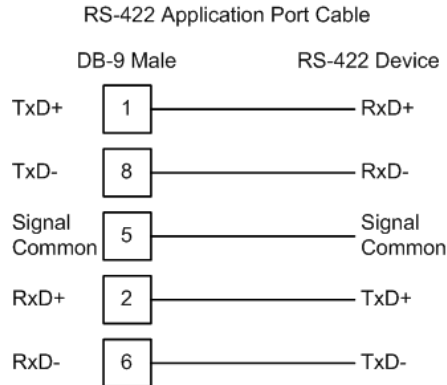 RS-422 Application Port Cable
DB-9 Male RS-422 Device
TxD+ 1 RxD+
TxD- 8 RxD-
Signal Common 5 Signal Common
RxD+ 2 TxD+
RxD- 6 TxD-